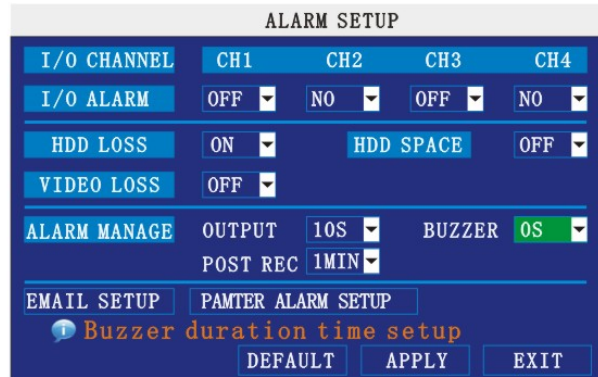 ALARM SETUP
I/O CHANNEL CH1 CH2 CH3 CH4
I/O ALARM OFF NO OFF NO
HDD LOSS ON HDD SPACE OFF
VIDEO LOSS OFF
ALARM MANAGE OUTPUT 10S BUZZER 0S
POST REC 1MIN
EMAIL SETUP PAMTER ALARM SETUP
Buzzer duration time setup
DEFAULT APPLY EXIT